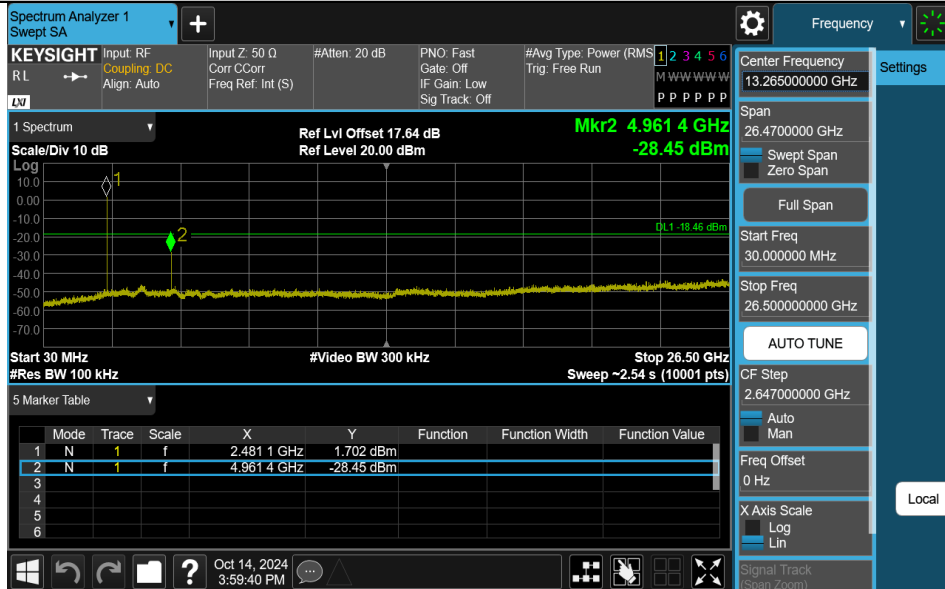 Spectrum Analyzer 1
Swept SA
+
Frequency
KEYSIGHT
RL
LXI
Input: RF
Coupling: DC
Align: Auto
Input Z: 50 Ω
Corr CCorr
Freq Ref: Int (S)
#Atten: 20 dB
PNO: Fast
Gate: Off
IF Gain: Low
Sig Track: Off
#Avg Type: Power (RMS
Trig: Free Run
1 2 3 4 5 6
M W W W W W
P P P P P P
1 Spectrum
Scale/Div 10 dB
Ref Lvl Offset 17.64 dB
Ref Level 20.00 dBm
Mkr2 4.961 4 GHz
-28.45 dBm
Log
10.0
0.00
-10.0
-20.0
-30.0
-40.0
-50.0
-60.0
-70.0
1
2
DL1 -18.46 dBm
Start 30 MHz
#Res BW 100 kHz
#Video BW 300 kHz
Stop 26.50 GHz
Sweep ~2.54 s (10001 pts)
5 Marker Table
Mode Trace Scale X Y Function Function Width Function Value
1 N 1 f 2.481 1 GHz 1.702 dBm
2 N 1 f 4.961 4 GHz -28.45 dBm
3
4
5
6
?
Oct 14, 2024
3:59:40 PM
Center Frequency
13.265000000 GHz
Settings
Span
26.4700000 GHz
Swept Span
Zero Span
Full Span
Start Freq
30.000000 MHz
Stop Freq
26.500000000 GHz
AUTO TUNE
CF Step
2.647000000 GHz
Auto
Man
Freq Offset
0 Hz
Local
X Axis Scale
Log
Lin
Signal Track
(Span Zoom)